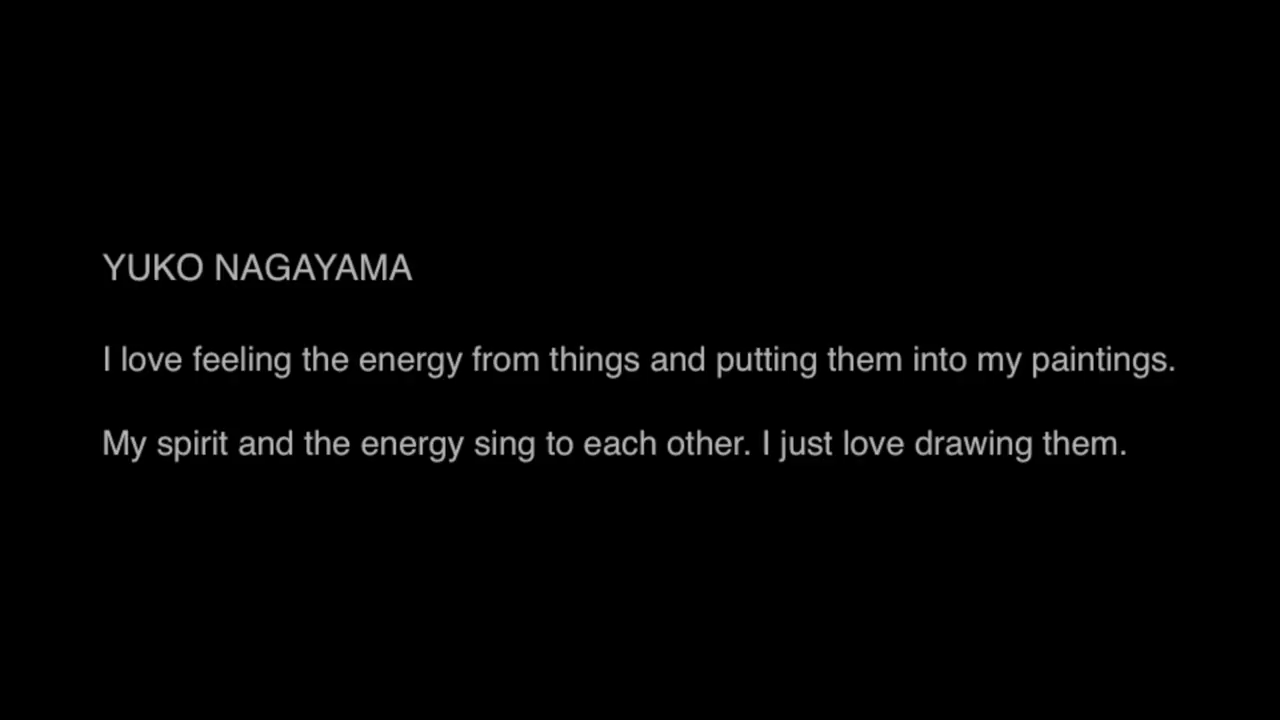 YUKO NAGAYAMA
I love feeling the energy from things and putting them into my paintings.
My spirit and the energy sing to each other. I just love drawing them.